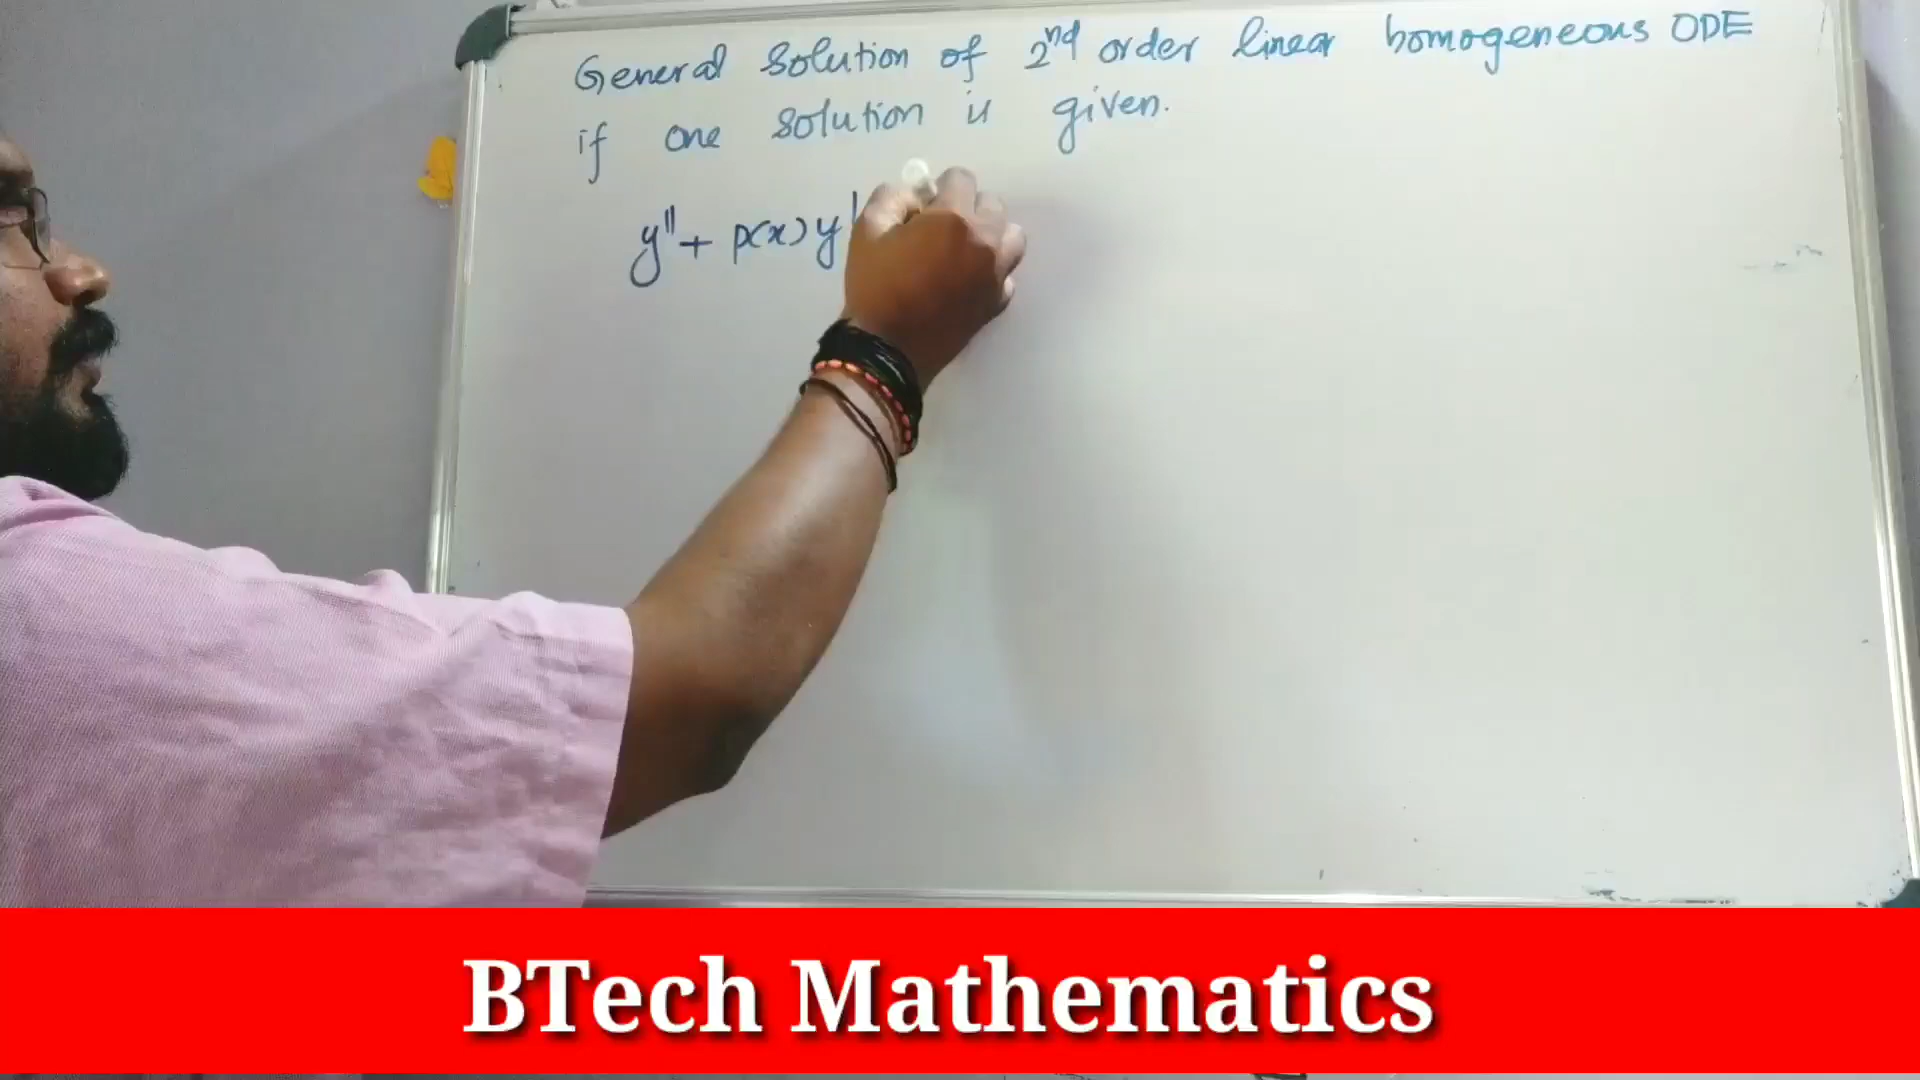 General Solution of 2nd order linear homogeneous ODE
if one solution is given.
y'' + p(x) y'
BTech Mathematics